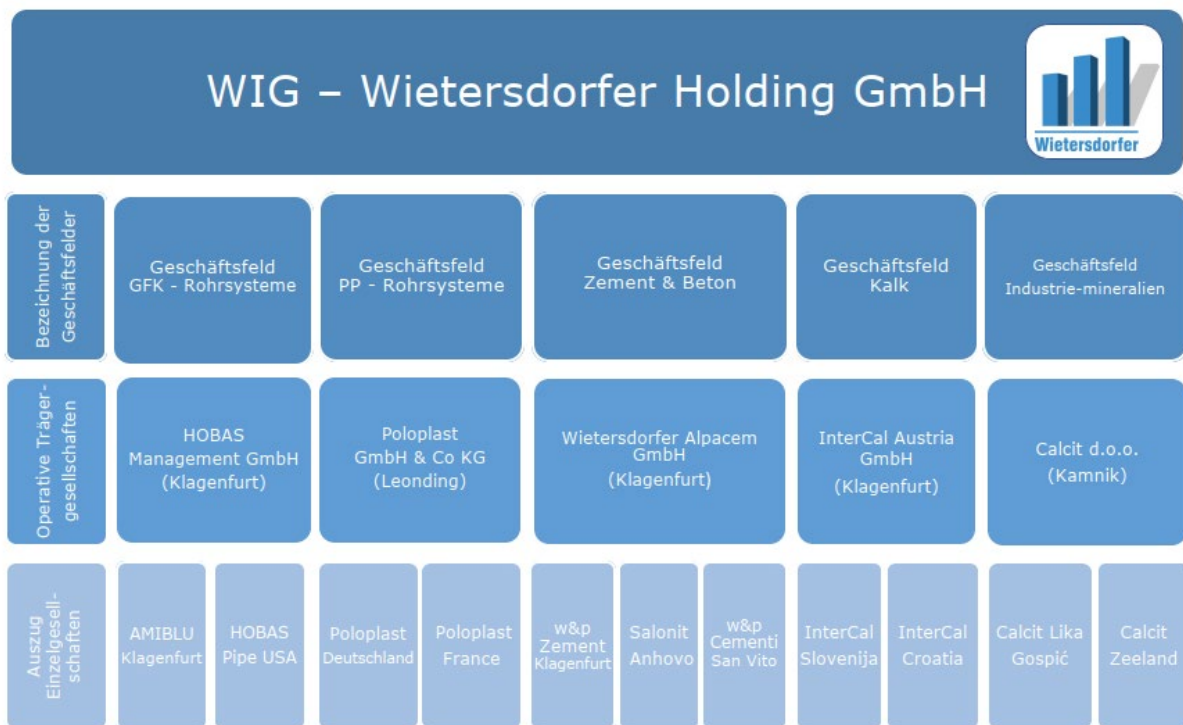 WIG – Wietersdorfer Holding GmbH
Wietersdorfer
Bezeichnung der
Geschäftsfelder
Geschäftsfeld
GFK - Rohrsysteme
Geschäftsfeld
PP - Rohrsysteme
Geschäftsfeld
Zement & Beton
Geschäftsfeld
Kalk
Geschäftsfeld
Industrie-mineralien
Operative Träger-
gesellschaften
HOBAS
Management GmbH
(Klagenfurt)
Poloplast
GmbH & Co KG
(Leonding)
Wietersdorfer Alpacem
GmbH
(Klagenfurt)
InterCal Austria
GmbH
(Klagenfurt)
Calcit d.o.o.
(Kamnik)
Auszug
Einzelgesell-
schaften
AMIBLU
Klagenfurt
HOBAS
Pipe USA
Poloplast
Deutschland
Poloplast
France
w&p
Zement
Klagenfurt
Salonit
Anhovo
w&p
Cementi
San Vito
InterCal
Slovenija
InterCal
Croatia
Calcit Lika
Gospić
Calcit
Zeeland